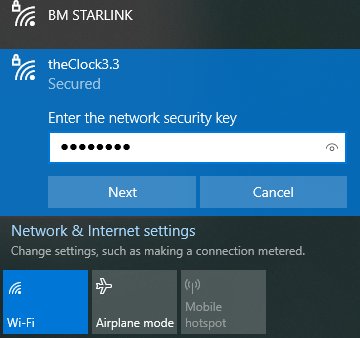 BM STARLINK
theClock3.3
Secured
Enter the network security key
●●●●●●●●
Next
Cancel
Network & Internet settings
Change settings, such as making a connection metered.
Wi-Fi
Airplane mode
Mobile
hotspot